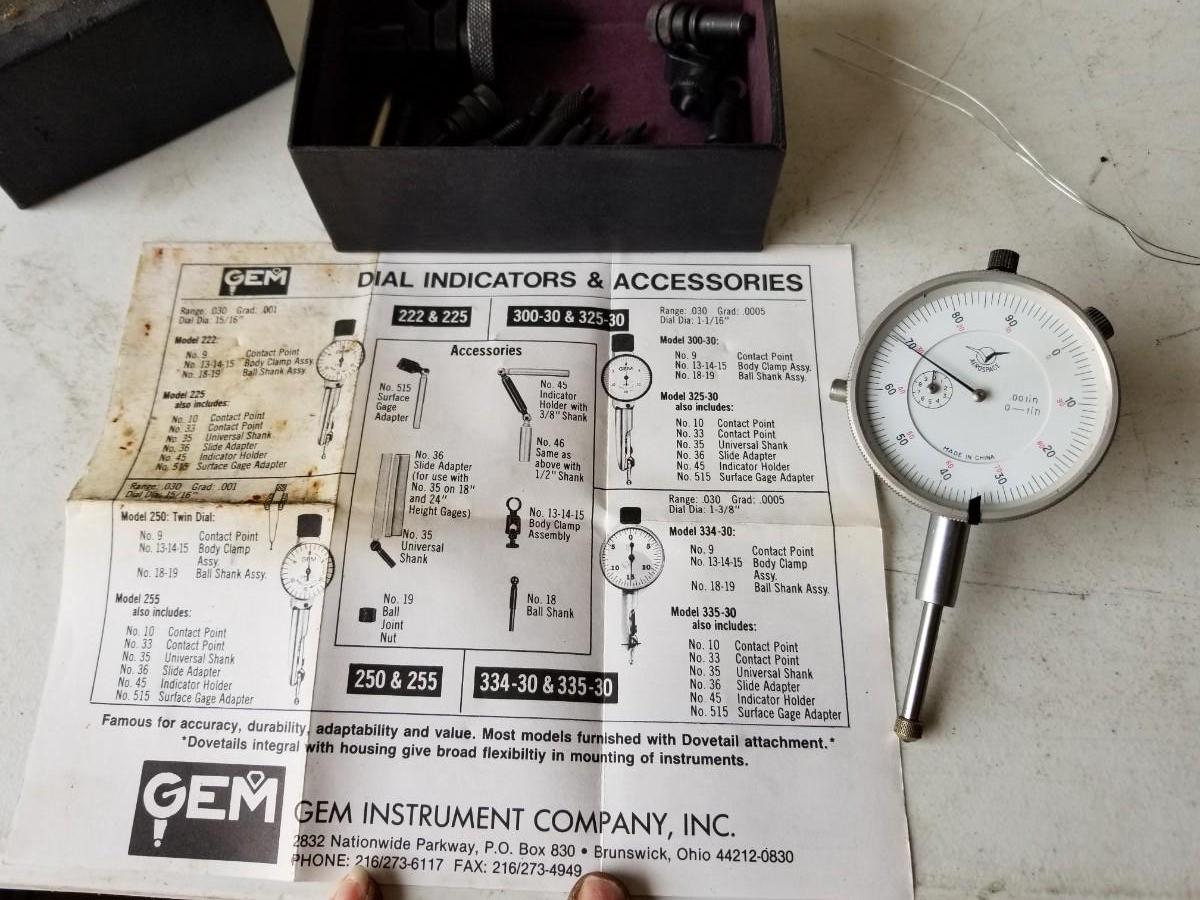 GEM
DIAL INDICATORS & ACCESSORIES
Range: .030 Grad: .001
Dial Dia: 15/16"
Model 222:
No. 9 Contact Point
No. 13-14-15 Body Clamp Assy.
No. 18-19 Ball Shank Assy.
Model 225
also includes:
No. 10 Contact Point
No. 33 Contact Point
No. 35 Universal Shank
No. 36 Slide Adapter
No. 45 Indicator Holder
No. 515 Surface Gage Adapter
222 & 225
300-30 & 325-30
Range: .030 Grad: .0005
Dial Dia: 1-1/16"
Model 300-30:
No. 9 Contact Point
No. 13-14-15 Body Clamp Assy.
No. 18-19 Ball Shank Assy.
Model 325-30
also includes:
No. 10 Contact Point
No. 33 Contact Point
No. 35 Universal Shank
No. 36 Slide Adapter
No. 45 Indicator Holder
No. 515 Surface Gage Adapter
Accessories
No. 515
Surface
Gage
Adapter
No. 45
Indicator
Holder with
3/8" Shank
No. 46
Same as
above with
1/2" Shank
No. 36
Slide Adapter
(for use with
No. 35 on 18"
and 24"
Height Gages)
No. 13-14-15
Body Clamp
Assembly
No. 35
Universal
Shank
No. 19
Ball
Joint
Nut
No. 18
Ball Shank
Range: .030 Grad: .001
Dial Dia: 15/16"
Model 250: Twin Dial:
No. 9 Contact Point
No. 13-14-15 Body Clamp
Assy.
No. 18-19 Ball Shank Assy.
Model 255
also includes:
No. 10 Contact Point
No. 33 Contact Point
No. 35 Universal Shank
No. 36 Slide Adapter
No. 45 Indicator Holder
No. 515 Surface Gage Adapter
Range: .030 Grad: .0005
Dial Dia: 1-3/8"
Model 334-30:
No. 9 Contact Point
No. 13-14-15 Body Clamp
Assy.
No. 18-19 Ball Shank Assy.
Model 335-30
also includes:
No. 10 Contact Point
No. 33 Contact Point
No. 35 Universal Shank
No. 36 Slide Adapter
No. 45 Indicator Holder
No. 515 Surface Gage Adapter
250 & 255
334-30 & 335-30
Famous for accuracy, durability, adaptability and value. Most models furnished with Dovetail attachment.*
*Dovetails integral with housing give broad flexibiltiy in mounting of instruments.
GEM
GEM INSTRUMENT COMPANY, INC.
2832 Nationwide Parkway, P.O. Box 830 • Brunswick, Ohio 44212-0830
PHONE: 216/273-6117 FAX: 216/273-4949
0
10
20
30
40
50
60
70
80
90
AEROSPACE
.001in
0—1in
MADE IN CHINA